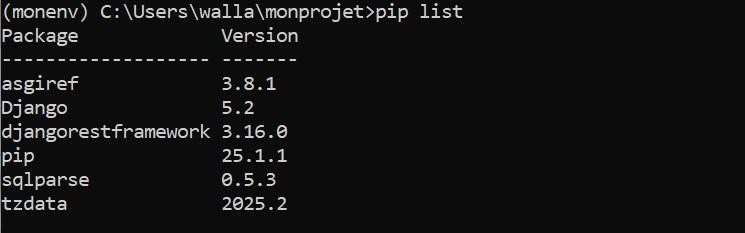 (monenv) C:\Users\walla\monprojet>pip list
Package             Version
------------------- -------
asgiref             3.8.1
Django              5.2
djangorestframework 3.16.0
pip                 25.1.1
sqlparse            0.5.3
tzdata              2025.2